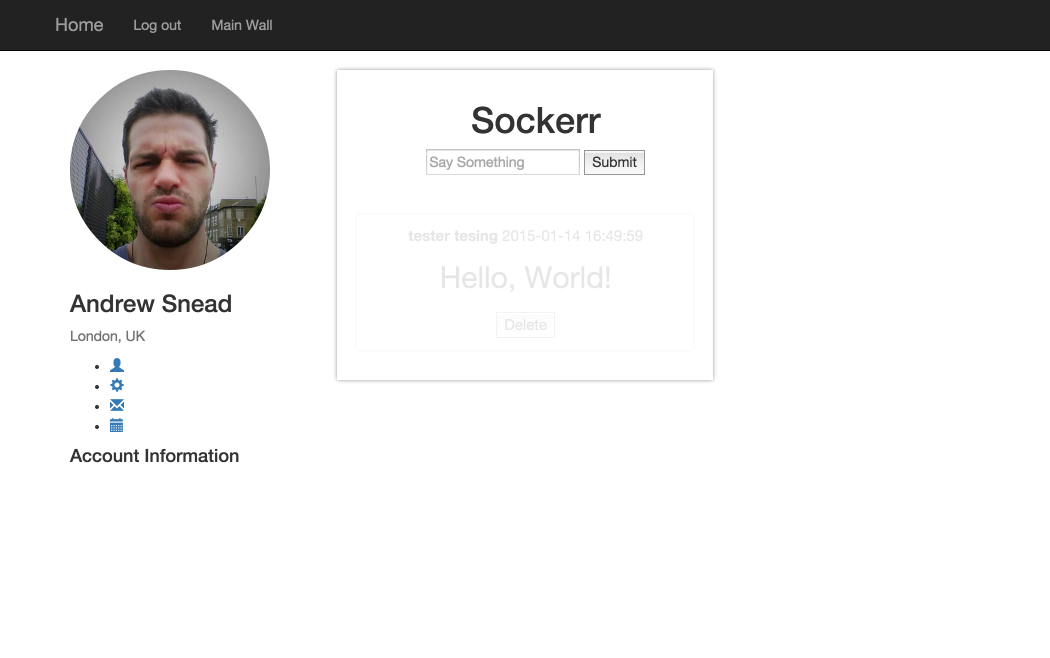 Home Log out Main Wall
Sockerr
Say Something Submit
tester tesing 2015-01-14 16:49:59
Hello, World!
Delete
Andrew Snead
London, UK
Account Information